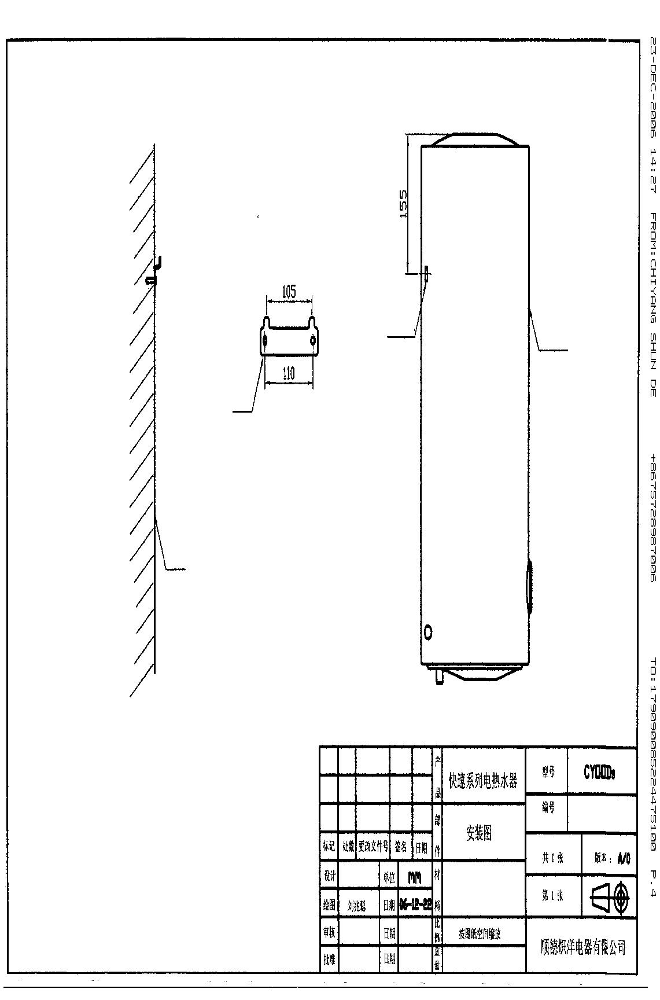 23-DEC-2006 14:27 FROM:CHIYANG SHUN DE +8675728987006 TO:179090085224475100 P.4
155
105
110
产品
快速系列电热水器
型号
CY□□Ds
编号
部件
安装图
标记 处数 更改文件号 签名 日期
共 1 张
版本：A/0
设计
单位
mm
材料
第 1 张
绘图
刘兆聪
日期
06-12-22
审核
日期
比例
按图纸空间缩放
顺德炽洋电器有限公司
批准
日期
重量